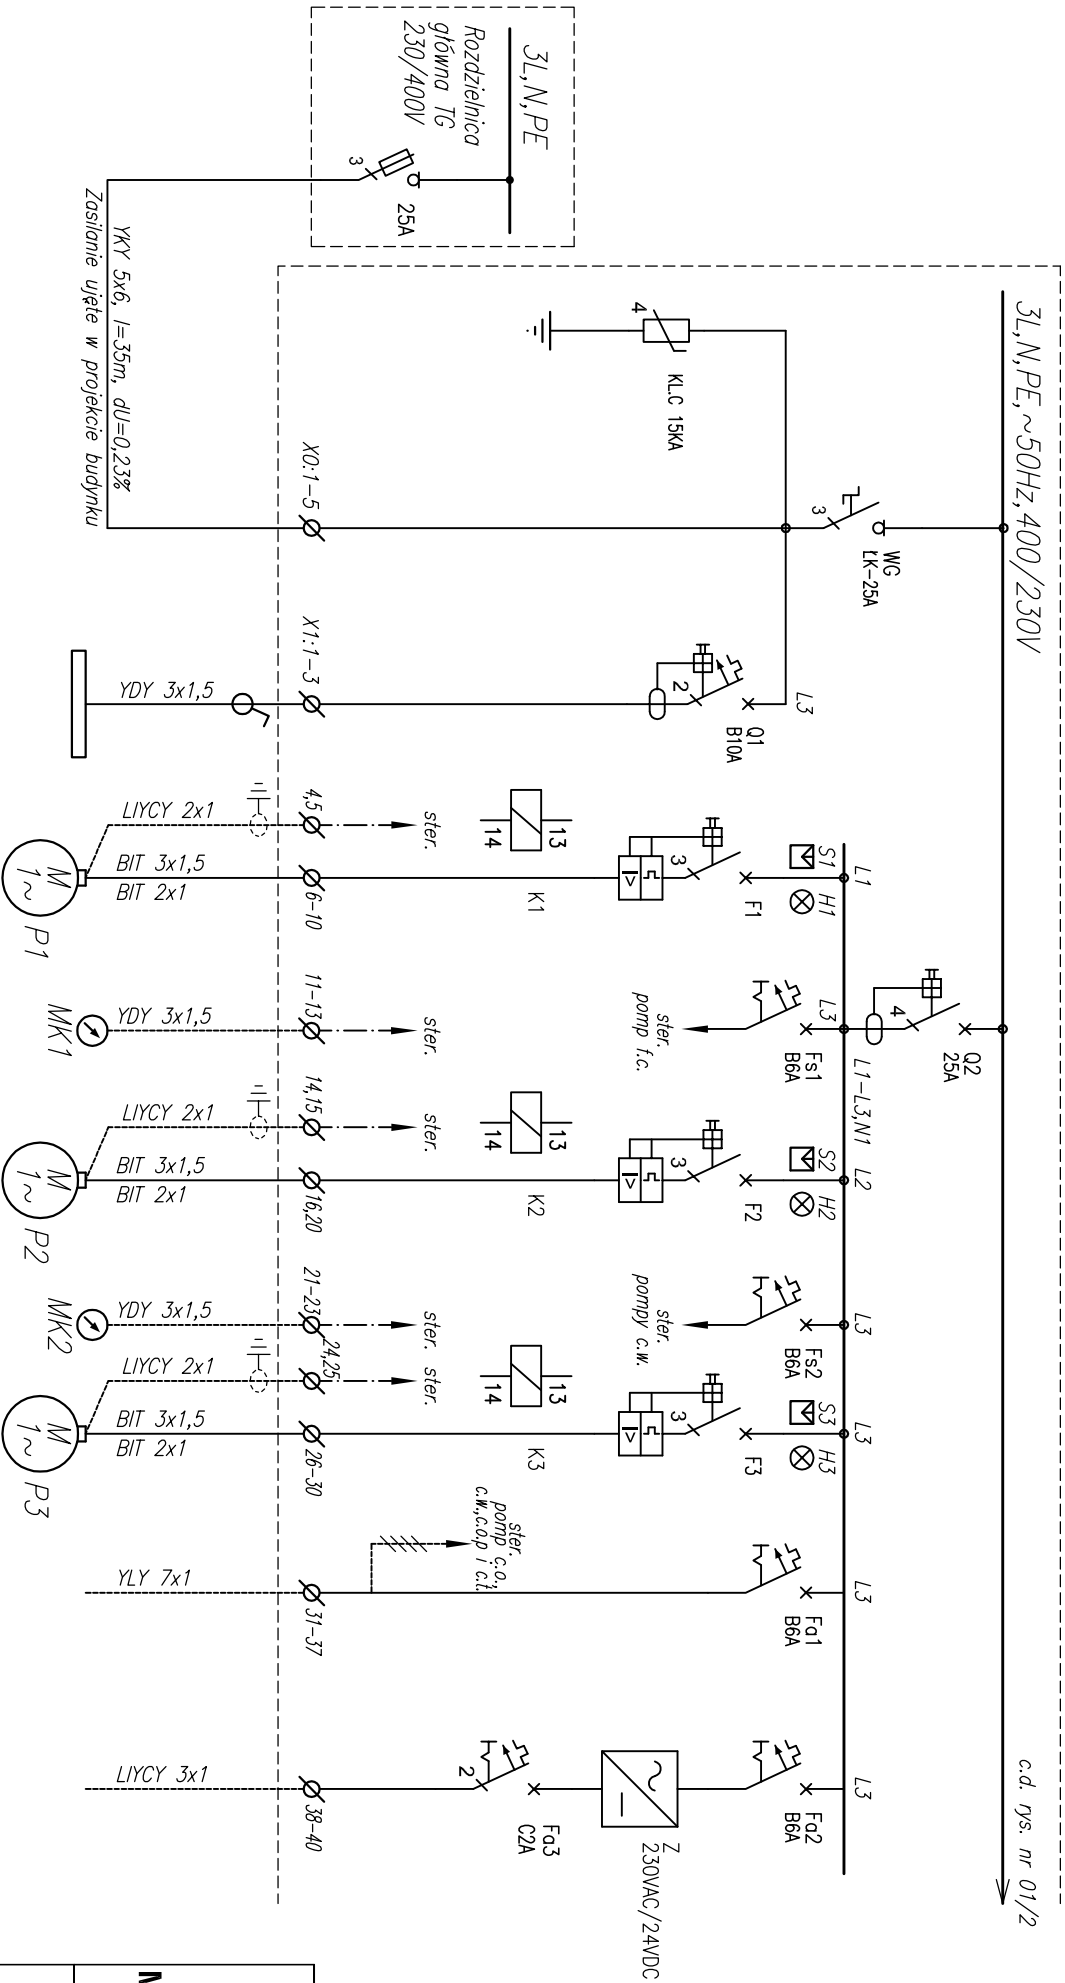 3L,N,PE
Rozdzielnica
główna TG
230/400V
25A
3
YKY 5x6, l=35m, dU=0,23%
Zasilanie ujęte w projekcie budynku
3L,N,PE,~50Hz,400/230V
c.d. rys. nr 01/2
4
KL.C 15KA
WG
ŁK-25A
3
X0:1-5
L3
Q1
B10A
2
X1:1-3
YDY 3x1,5
Q2
25A
4
L1-L3,N1
L1
S1
H1
F1
3
I>
K1
13
14
ster.
4,5
6-10
LIYCY 2x1
BIT 3x1,5
BIT 2x1
M
1~
P1
L3
Fs1
B6A
ster.
pomp f.c.
ster.
11-13
YDY 3x1,5
MK1
L2
S2
H2
F2
3
I>
K2
13
14
ster.
14,15
16,20
LIYCY 2x1
BIT 3x1,5
BIT 2x1
M
1~
P2
L3
Fs2
B6A
ster.
pompy c.w.
ster.
21-23
YDY 3x1,5
MK2
L3
S3
H3
F3
3
I>
K3
13
14
ster.
24,25
26-30
LIYCY 2x1
BIT 3x1,5
BIT 2x1
M
1~
P3
L3
Fa1
B6A
ster.
pomp c.o.,
c.w.,c.o.p i c.t.
31-37
YLY 7x1
L3
Fa2
B6A
Z
230VAC/24VDC
Fa3
C2A
2
38-40
LIYCY 3x1